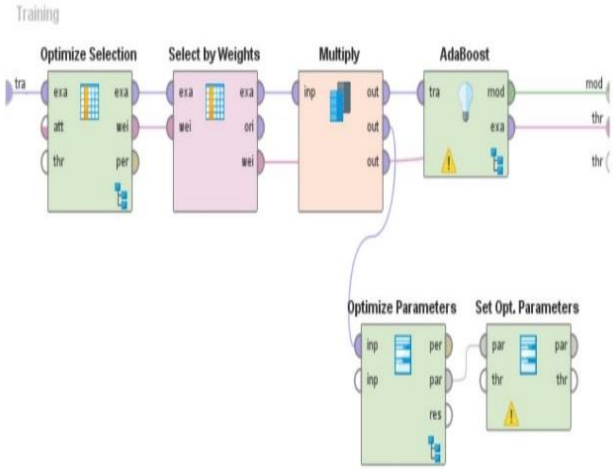 Training
Optimize Selection
Select by Weights
Multiply
AdaBoost
tra
exa
exa
att
wei
thr
per
exa
exa
wei
ori
wei
inp
out
out
out
tra
mod
exa
mod
thr
thr
Optimize Parameters
Set Opt. Parameters
inp
per
inp
par
res
par
par
thr
thr